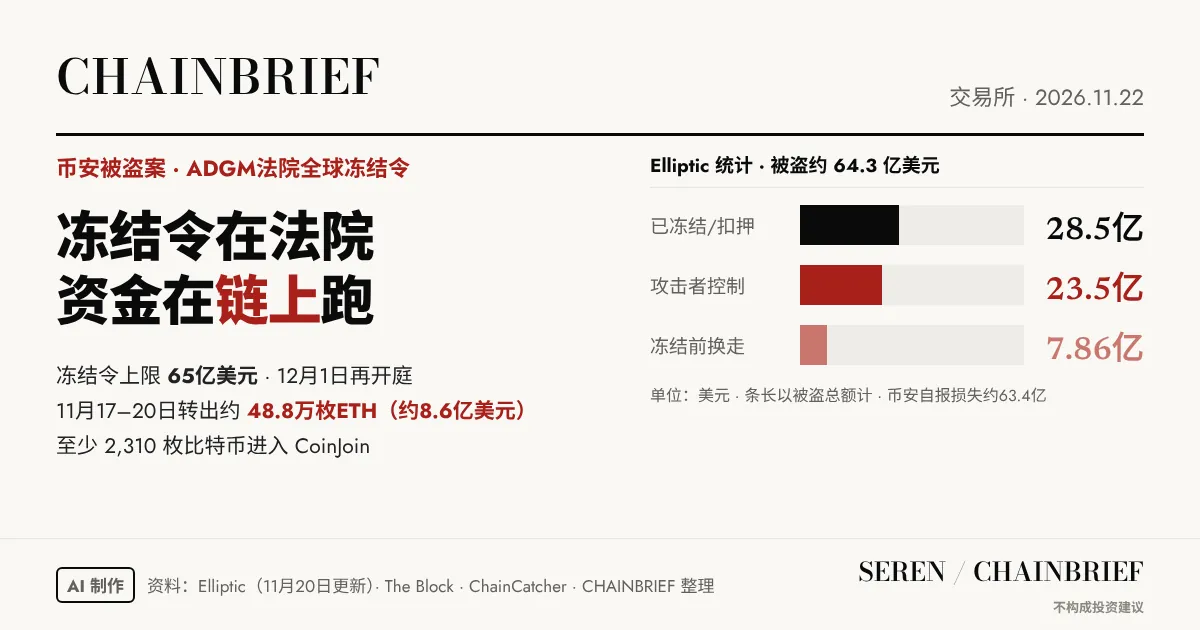 CHAINBRIEF
交易所 · 2026.11.22
币安被盗案 · ADGM法院全球冻结令
冻结令在法院
资金在链上跑
冻结令上限 65亿美元 · 12月1日再开庭
11月17–20日转出约 48.8万枚ETH（约8.6亿美元）
至少 2,310 枚比特币进入 CoinJoin
Elliptic 统计 · 被盗约 64.3 亿美元
已冻结/扣押 28.5亿
攻击者控制 23.5亿
冻结前换走 7.86亿
单位：美元 · 条长以被盗总额计 · 币安自报损失约63.4亿
AI 制作 资料：Elliptic（11月20日更新）· The Block · ChainCatcher · CHAINBRIEF 整理
SEREN / CHAINBRIEF
不构成投资建议